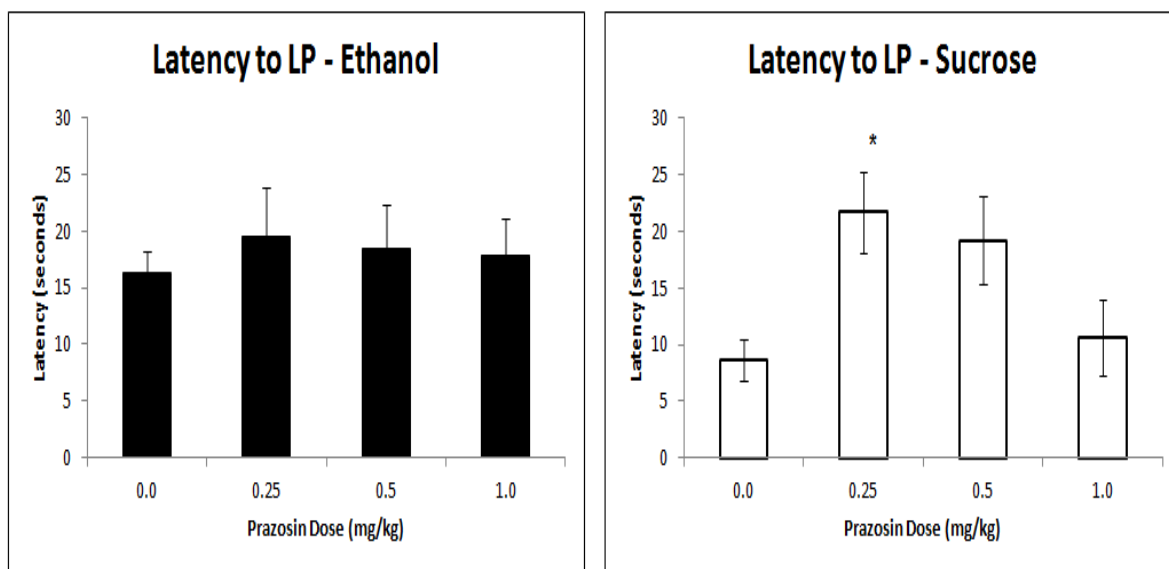 Latency to LP - Ethanol
30
25
20
15
10
5
0
Latency (seconds)
0.0 0.25 0.5 1.0
Prazosin Dose (mg/kg)
Latency to LP - Sucrose
30
25
20
15
10
5
0
Latency (seconds)
*
0.0 0.25 0.5 1.0
Prazosin Dose (mg/kg)